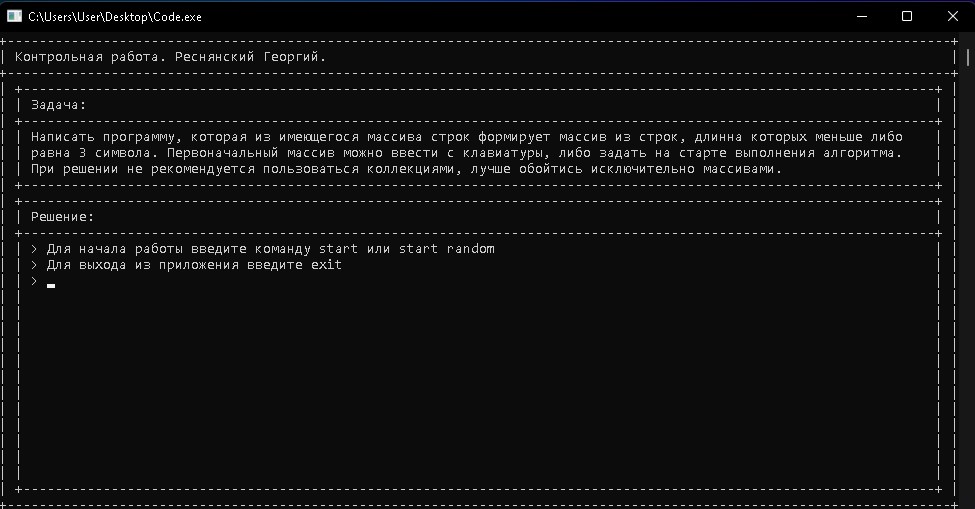 C:\Users\User\Desktop\Code.exe
Контрольная работа. Реснянский Георгий.
Задача:
Написать программу, которая из имеющегося массива строк формирует массив из строк, длинна которых меньше либо
равна 3 символа. Первоначальный массив можно ввести с клавиатуры, либо задать на старте выполнения алгоритма.
При решении не рекомендуется пользоваться коллекциями, лучше обойтись исключительно массивами.
Решение:
> Для начала работы введите команду start или start random
> Для выхода из приложения введите exit
>